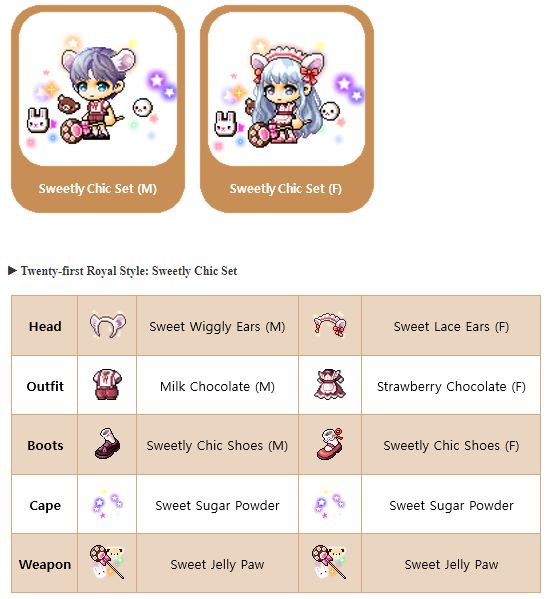 Sweetly Chic Set (M)
Sweetly Chic Set (F)
► Twenty-first Royal Style: Sweetly Chic Set
Head Sweet Wiggly Ears (M) Sweet Lace Ears (F)
Outfit Milk Chocolate (M) Strawberry Chocolate (F)
Boots Sweetly Chic Shoes (M) Sweetly Chic Shoes (F)
Cape Sweet Sugar Powder Sweet Sugar Powder
Weapon Sweet Jelly Paw Sweet Jelly Paw